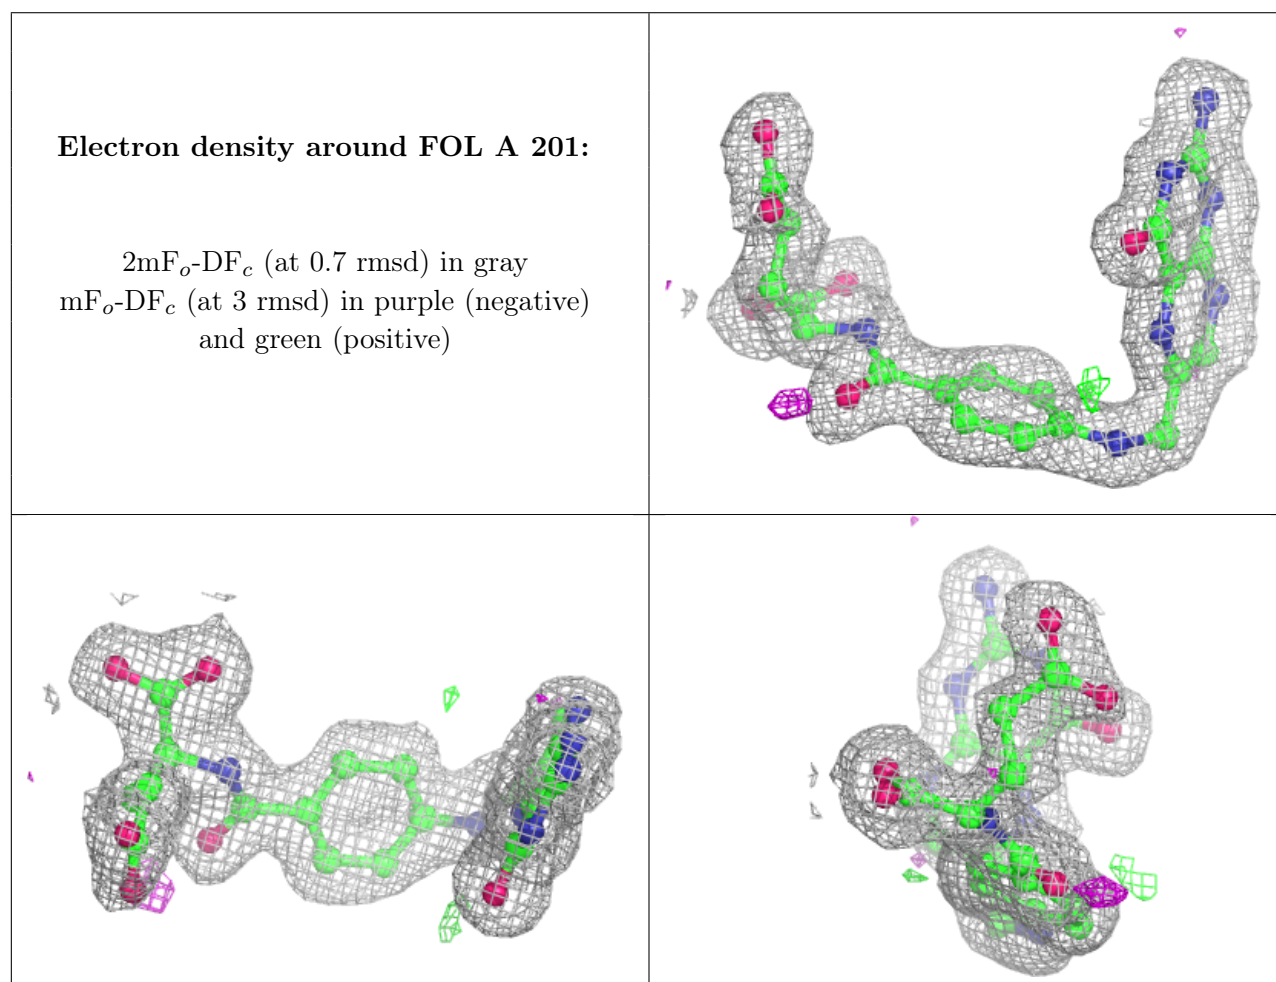 Electron density around FOL A 201:
2mFo-DFc (at 0.7 rmsd) in gray
mFo-DFc (at 3 rmsd) in purple (negative)
and green (positive)